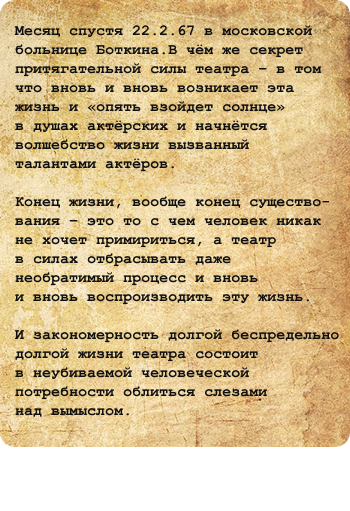 Месяц спустя 22.2.67 в московской
больнице Боткина.В чём же секрет
притягательной силы театра – в том
что вновь и вновь возникает эта
жизнь и «опять взойдет солнце»
в душах актёрских и начнётся
волшебство жизни вызванный
талантами актёров.
Конец жизни, вообще конец существо-
вания – это то с чем человек никак
не хочет примириться, а театр
в силах отбрасывать даже
необратимый процесс и вновь
и вновь воспроизводить эту жизнь.
И закономерность долгой беспредельно
долгой жизни театра состоит
в неубиваемой человеческой
потребности облиться слезами
над вымыслом.